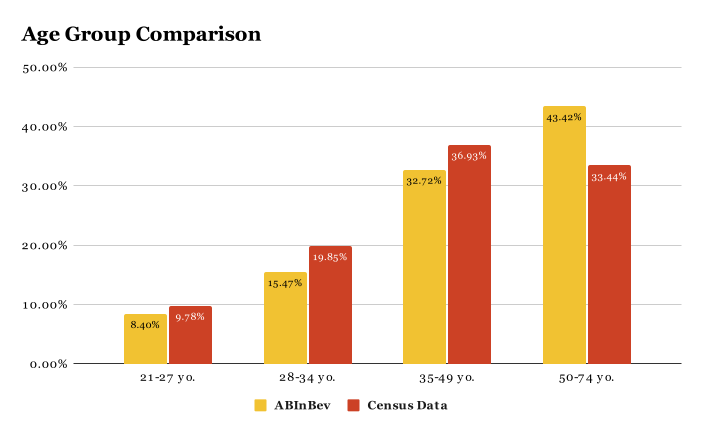 Age Group Comparison
50.00%
40.00%
30.00%
20.00%
10.00%
0.00%
8.40%
9.78%
15.47%
19.85%
32.72%
36.93%
43.42%
33.44%
21-27 yo.
28-34 yo.
35-49 yo.
50-74 yo.
ABInBev
Census Data